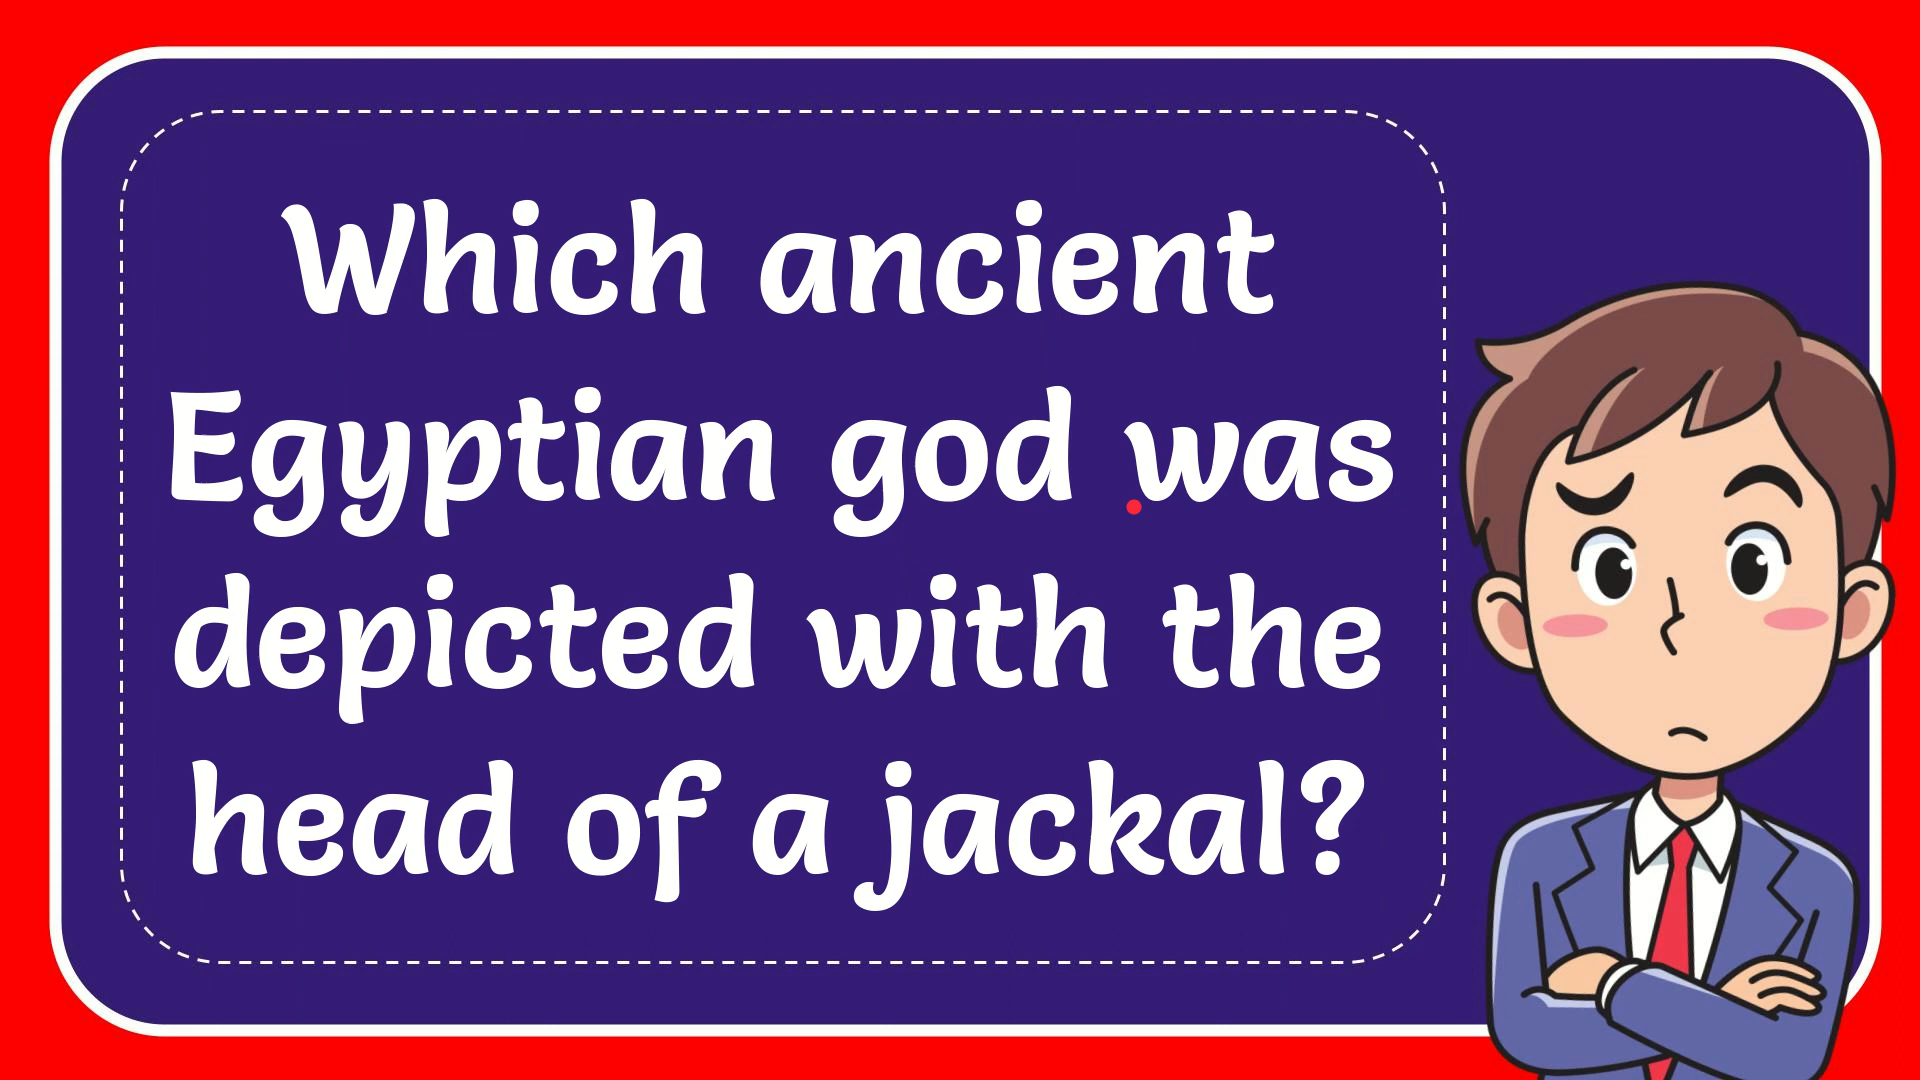 Which ancient
Egyptian god was
depicted with the
head of a jackal?